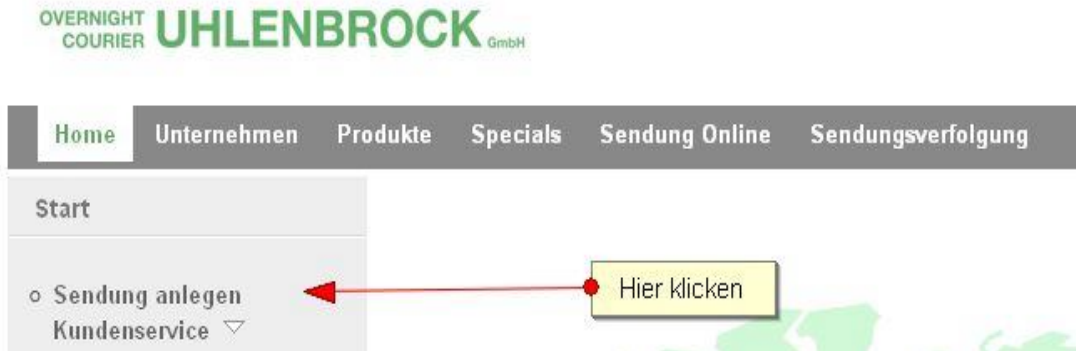 OVERNIGHT
COURIER UHLENBROCK GmbH
Home Unternehmen Produkte Specials Sendung Online Sendungsverfolgung
Start
Sendung anlegen
Hier klicken
Kundenservice